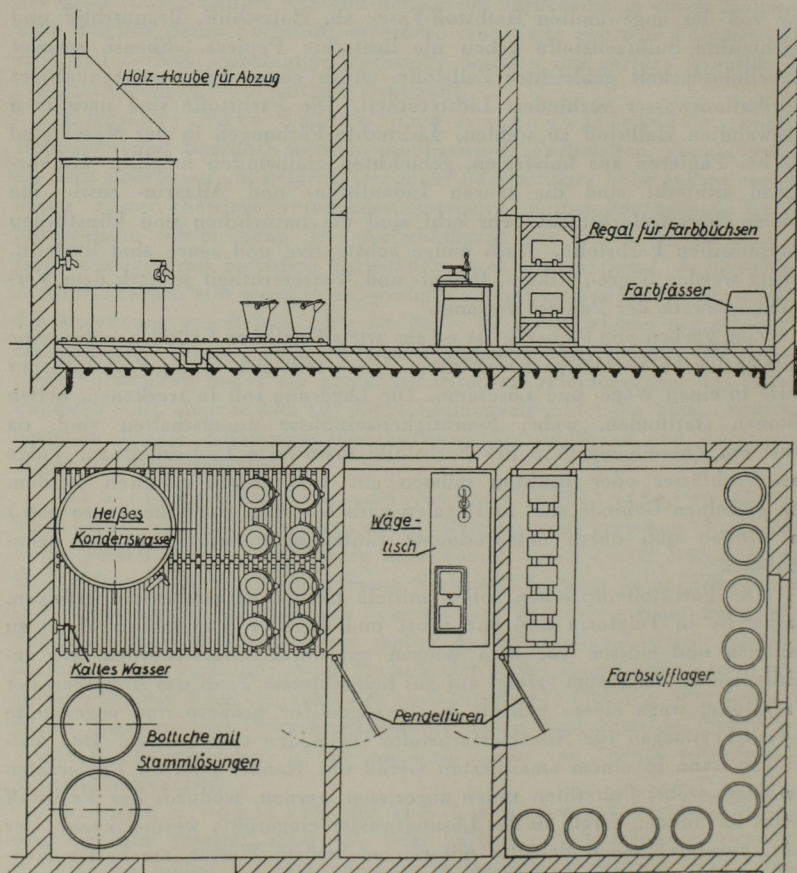 Holz-Haube für Abzug
Regal für Farbbüchsen
Farbfässer
Heißes
Kondenswasser
Wäge-
tisch
Kaltes Wasser
Farbstofflager
Pendeltüren
Bottiche mit
Stammlösungen